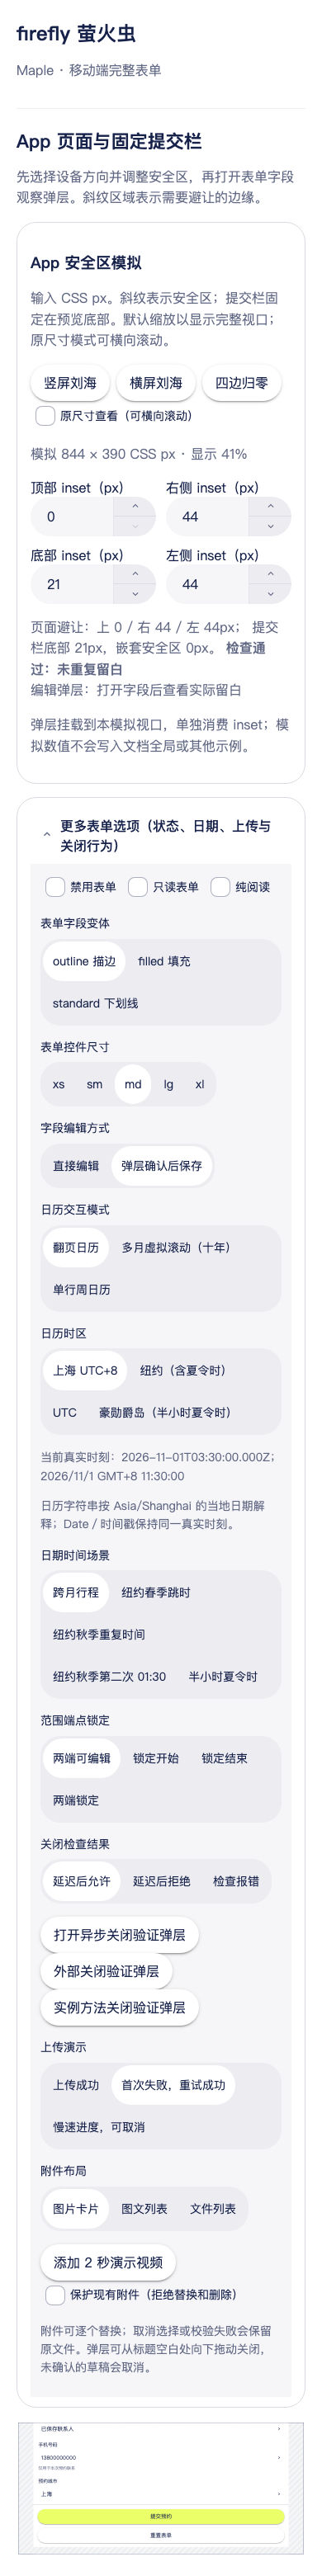 firefly 萤火虫
Maple · 移动端完整表单
App 页面与固定提交栏
先选择设备方向并调整安全区，再打开表单字段
观察弹层。斜纹区域表示需要避让的边缘。
App 安全区模拟
输入 CSS px。斜纹表示安全区；提交栏固
定在预览底部。默认缩放以显示完整视口；
原尺寸模式可横向滚动。
竖屏刘海 横屏刘海 四边归零
原尺寸查看（可横向滚动）
模拟 844 × 390 CSS px · 显示 41%
顶部 inset（px） 右侧 inset（px）
0 44
底部 inset（px） 左侧 inset（px）
21 44
页面避让：上 0 / 右 44 / 左 44px； 提交
栏底部 21px，嵌套安全区 0px。 检查通
过：未重复留白
编辑弹层：打开字段后查看实际留白
弹层挂载到本模拟视口，单独消费 inset；模
拟数值不会写入文档全局或其他示例。
更多表单选项（状态、日期、上传与
关闭行为）
禁用表单 只读表单 纯阅读
表单字段变体
outline 描边 filled 填充
standard 下划线
表单控件尺寸
xs sm md lg xl
字段编辑方式
直接编辑 弹层确认后保存
日历交互模式
翻页日历 多月虚拟滚动（十年）
单行周日历
日历时区
上海 UTC+8 纽约（含夏令时）
UTC 豪勋爵岛（半小时夏令时）
当前真实时刻：2026-11-01T03:30:00.000Z；
2026/11/1 GMT+8 11:30:00
日历字符串按 Asia/Shanghai 的当地日期解
释；Date / 时间戳保持同一真实时刻。
日期时间场景
跨月行程 纽约春季跳时
纽约秋季重复时间
纽约秋季第二次 01:30 半小时夏令时
范围端点锁定
两端可编辑 锁定开始 锁定结束
两端锁定
关闭检查结果
延迟后允许 延迟后拒绝 检查报错
打开异步关闭验证弹层
外部关闭验证弹层
实例方法关闭验证弹层
上传演示
上传成功 首次失败，重试成功
慢速进度，可取消
附件布局
图片卡片 图文列表 文件列表
添加 2 秒演示视频
保护现有附件（拒绝替换和删除）
附件可逐个替换；取消选择或校验失败会保留
原文件。弹层可从标题空白处向下拖动关闭，
未确认的草稿会取消。
已保存联系人
手机号码
13800000000
预约城市
上海
提交预约
重置表单